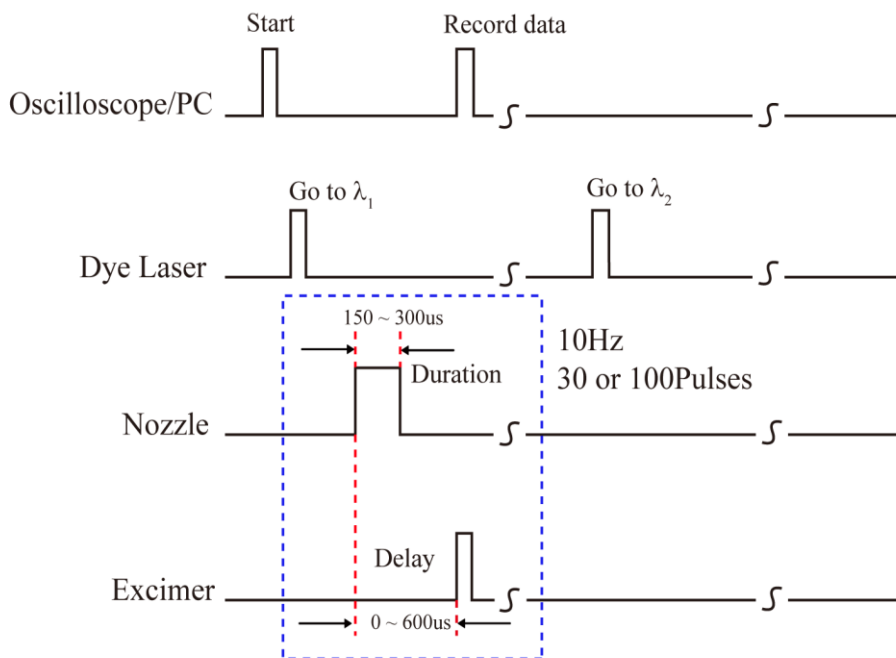 Start
Record data
Oscilloscope/PC
Go to λ₁
Go to λ₂
Dye Laser
150 ~ 300us
10Hz
Duration
30 or 100Pulses
Nozzle
Delay
Excimer
0 ~ 600us